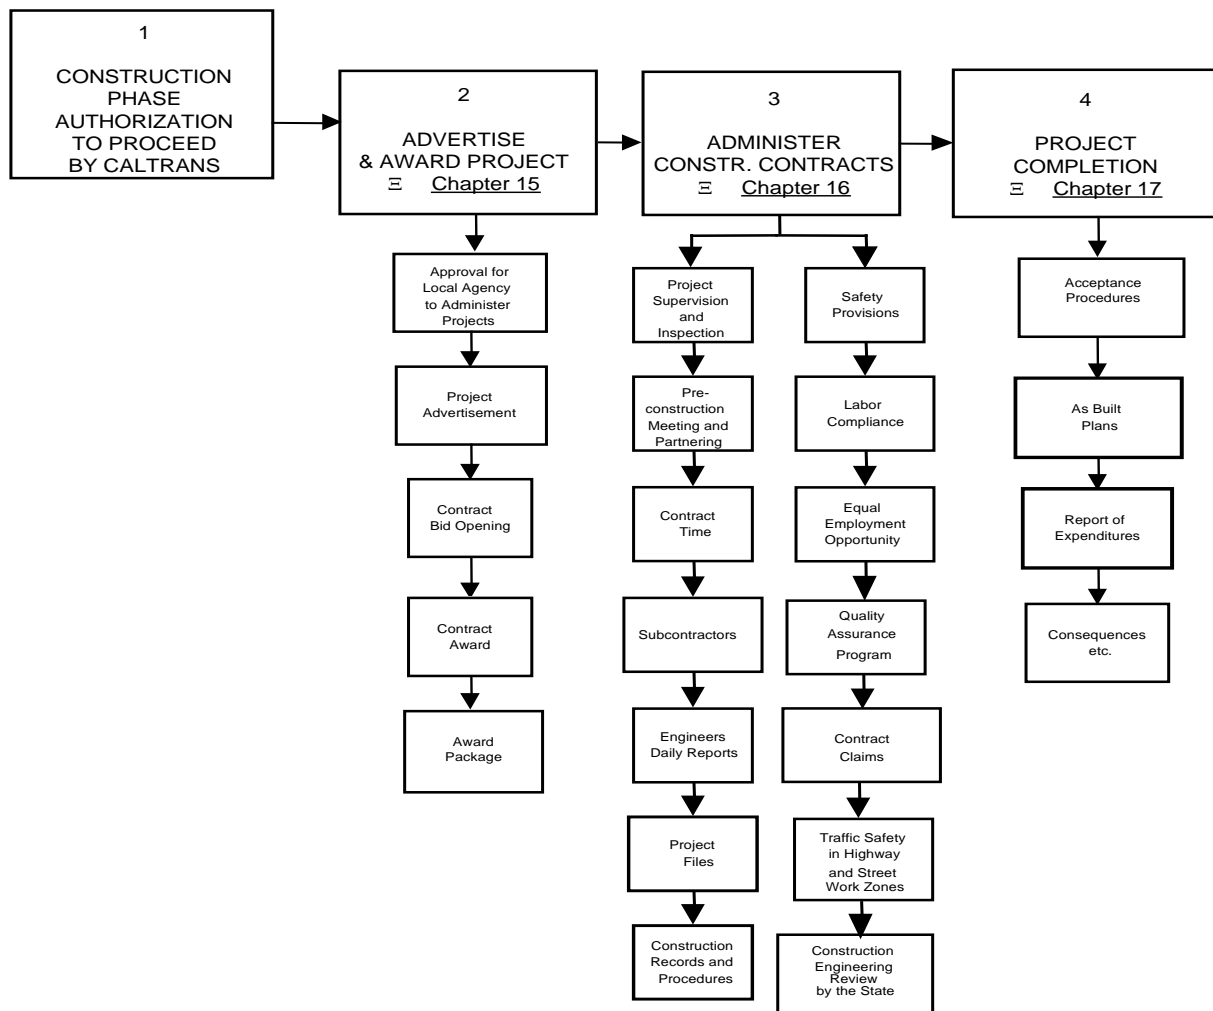 1
CONSTRUCTION
PHASE
AUTHORIZATION
TO PROCEED
BY CALTRANS
2
ADVERTISE
& AWARD PROJECT
Ξ Chapter 15
3
ADMINISTER
CONSTR. CONTRACTS
Ξ Chapter 16
4
PROJECT
COMPLETION
Ξ Chapter 17
Approval for
Local Agency
to Administer
Projects
Project
Advertisement
Contract
Bid Opening
Contract
Award
Award
Package
Project
Supervision
and
Inspection
Pre-
construction
Meeting and
Partnering
Contract
Time
Subcontractors
Engineers
Daily Reports
Project
Files
Construction
Records and
Procedures
Safety
Provisions
Labor
Compliance
Equal
Employment
Opportunity
Quality
Assurance
Program
Contract
Claims
Traffic Safety
in Highway
and Street
Work Zones
Construction
Engineering
Review
by the State
Acceptance
Procedures
As Built
Plans
Report of
Expenditures
Consequences
etc.